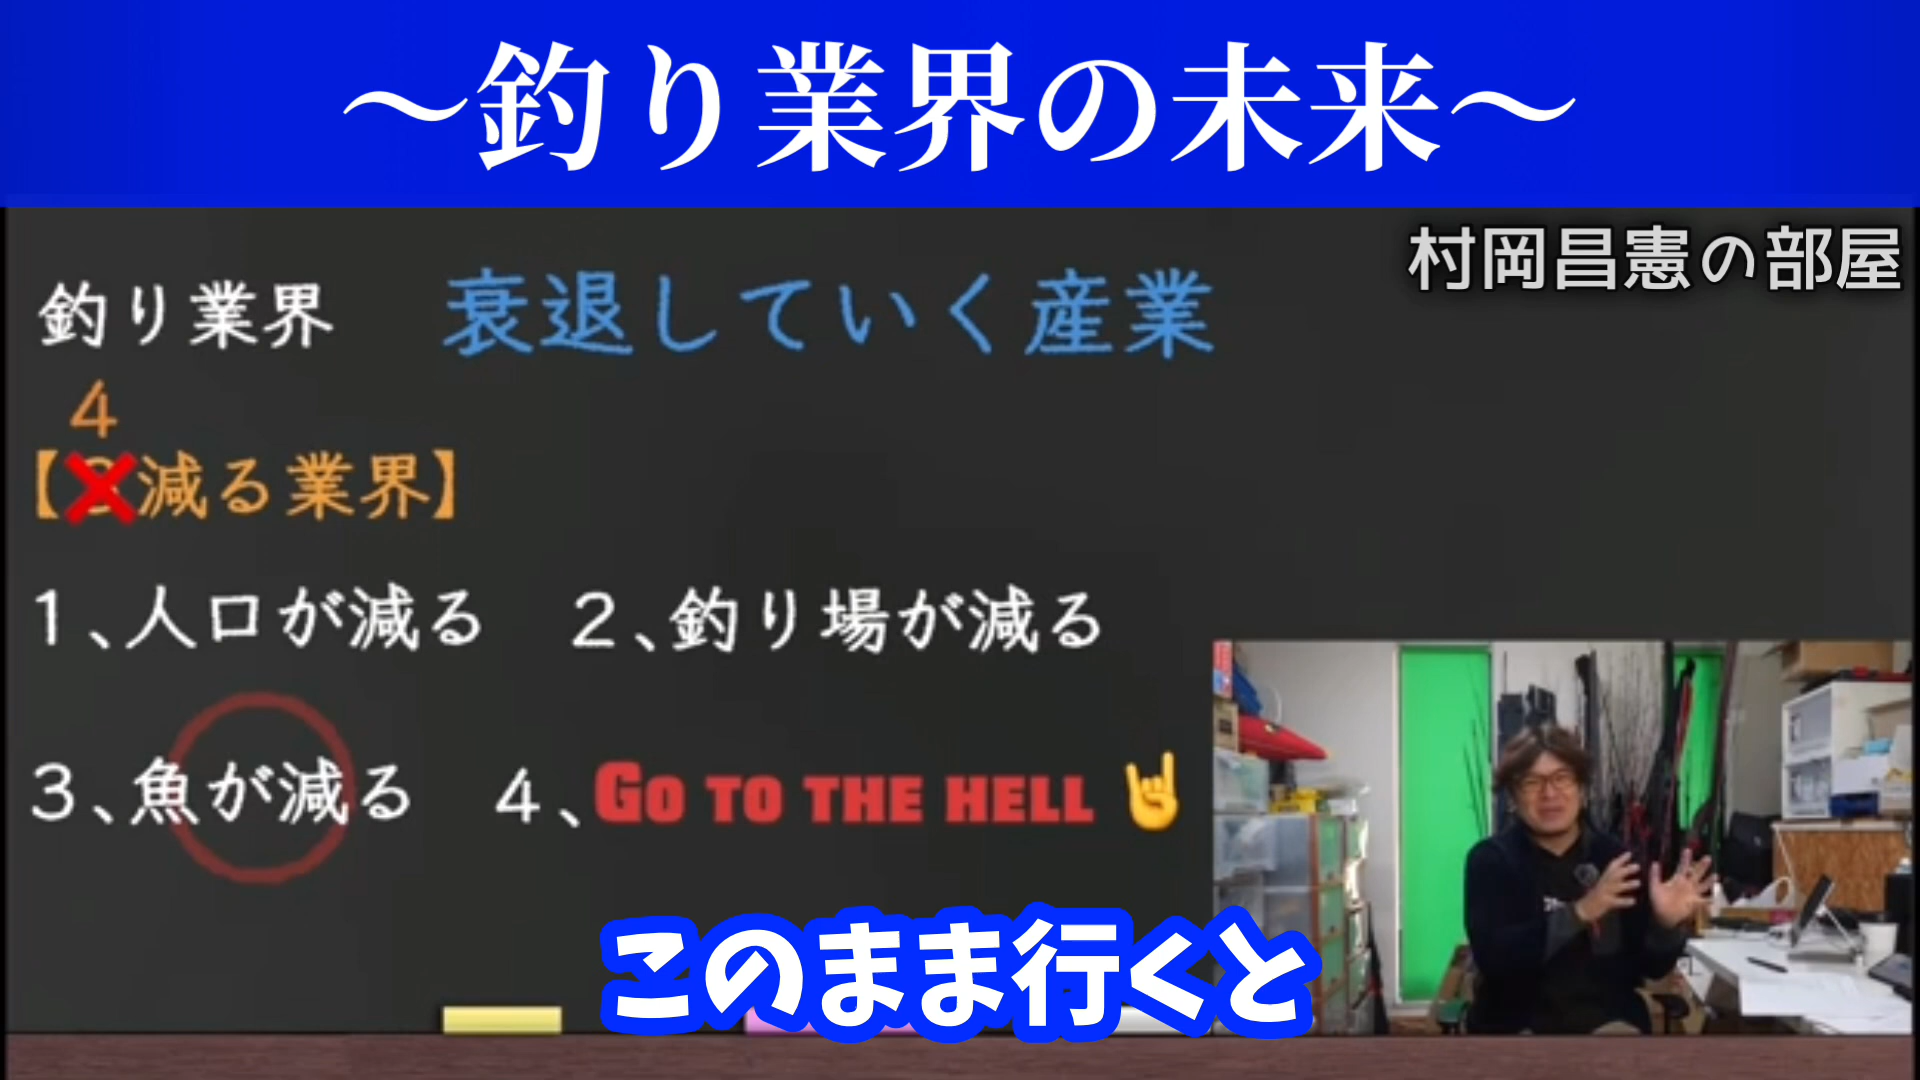 ～釣り業界の未来～
村岡昌憲の部屋
釣り業界 衰退していく産業
4
【減る業界】
1、人口が減る 2、釣り場が減る
3、魚が減る 4、GO TO THE HELL 🤘
このまま行くと